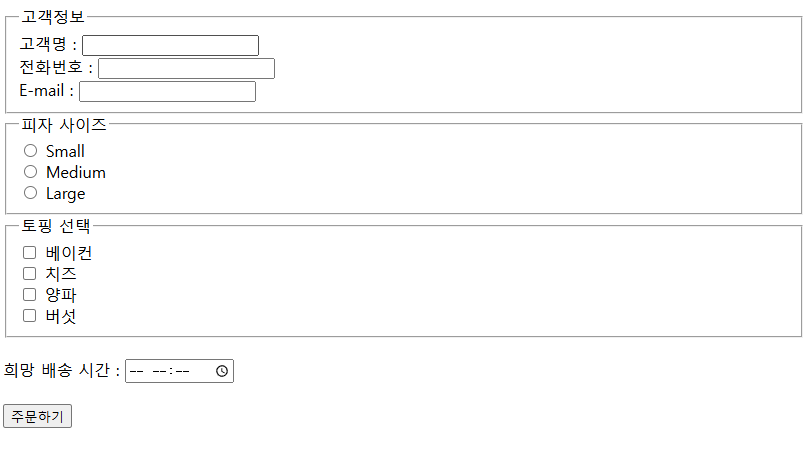 고객정보
고객명 :
전화번호 :
E-mail :
피자 사이즈
Small
Medium
Large
토핑 선택
베이컨
치즈
양파
버섯
희망 배송 시간 : -- --:--
주문하기